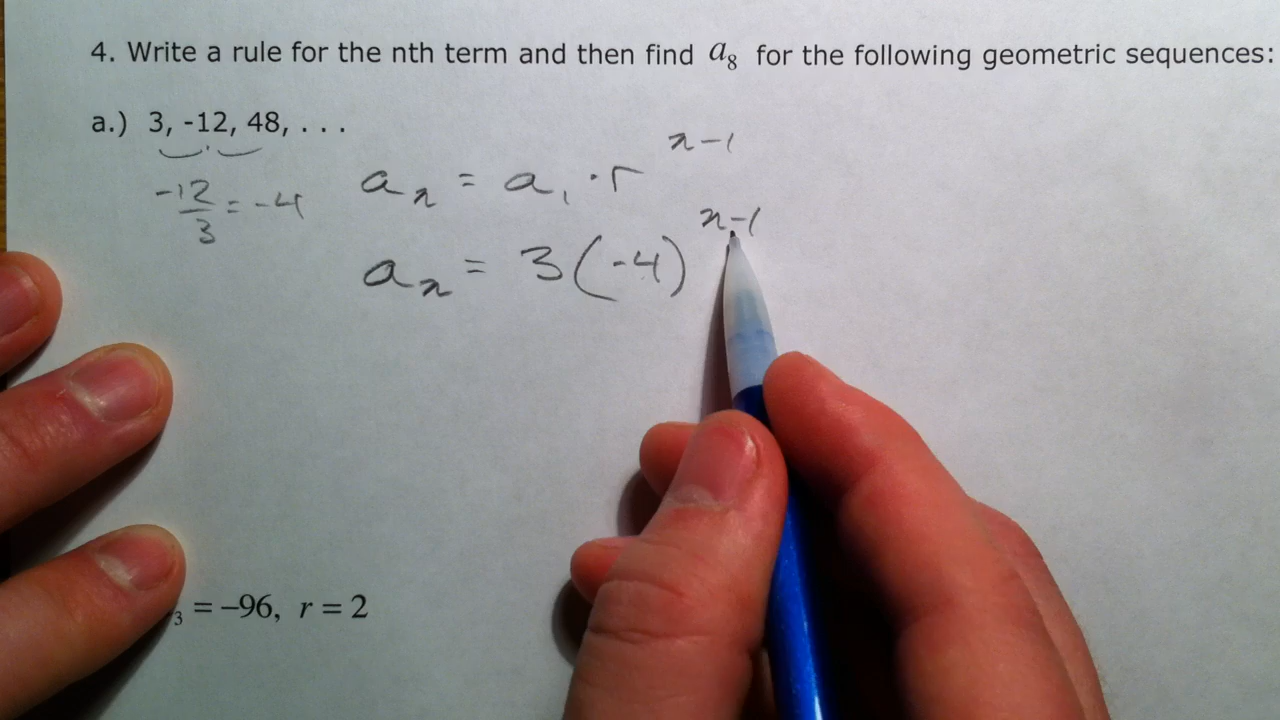 4. Write a rule for the nth term and then find a₈ for the following geometric sequences:
a.) 3, -12, 48, . . .
-12/3 = -4
aₙ = a₁ · r^(n-1)
aₙ = 3(-4)^(n-1)
₃ = –96, r = 2